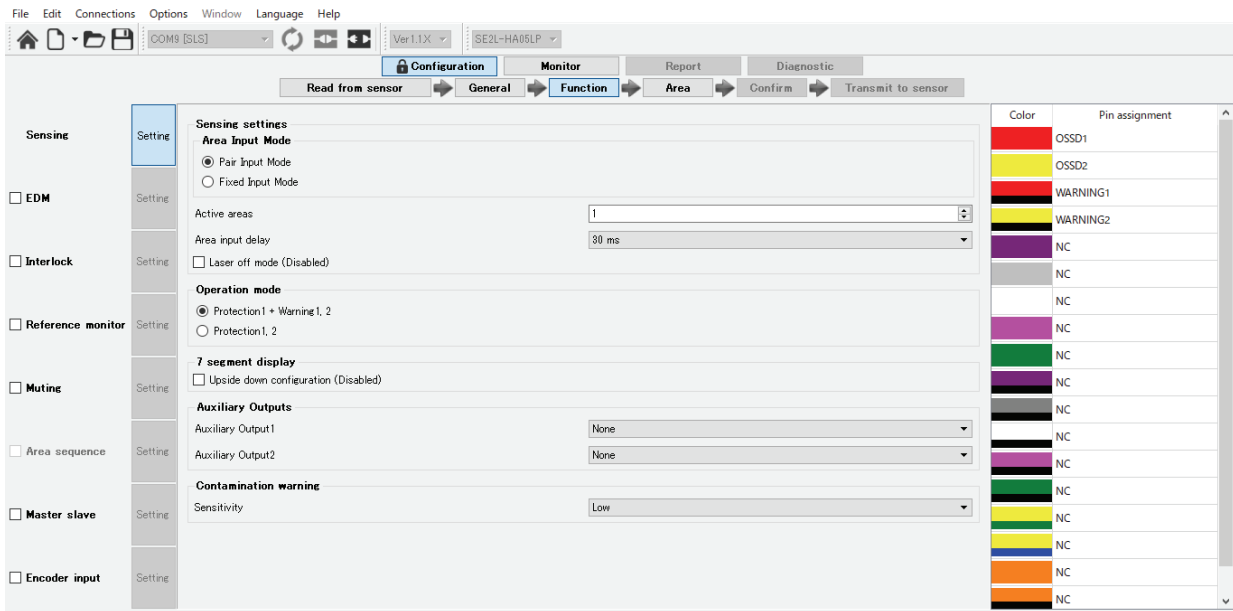 File Edit Connections Options Window Language Help
COM9 [SLS] Ver1.1X SE2L-HA05LP
Configuration Monitor Report Diagnostic
Read from sensor General Function Area Confirm Transmit to sensor
Sensing Setting
EDM Setting
Interlock Setting
Reference monitor Setting
Muting Setting
Area sequence Setting
Master slave Setting
Encoder input Setting
Sensing settings
Area Input Mode
Pair Input Mode
Fixed Input Mode
Active areas 1
Area input delay 30 ms
Laser off mode (Disabled)
Operation mode
Protection1 + Warning1, 2
Protection1, 2
7 segment display
Upside down configuration (Disabled)
Auxiliary Outputs
Auxiliary Output1 None
Auxiliary Output2 None
Contamination warning
Sensitivity Low
Color Pin assignment
OSSD1
OSSD2
WARNING1
WARNING2
NC
NC
NC
NC
NC
NC
NC
NC
NC
NC
NC
NC
NC
NC